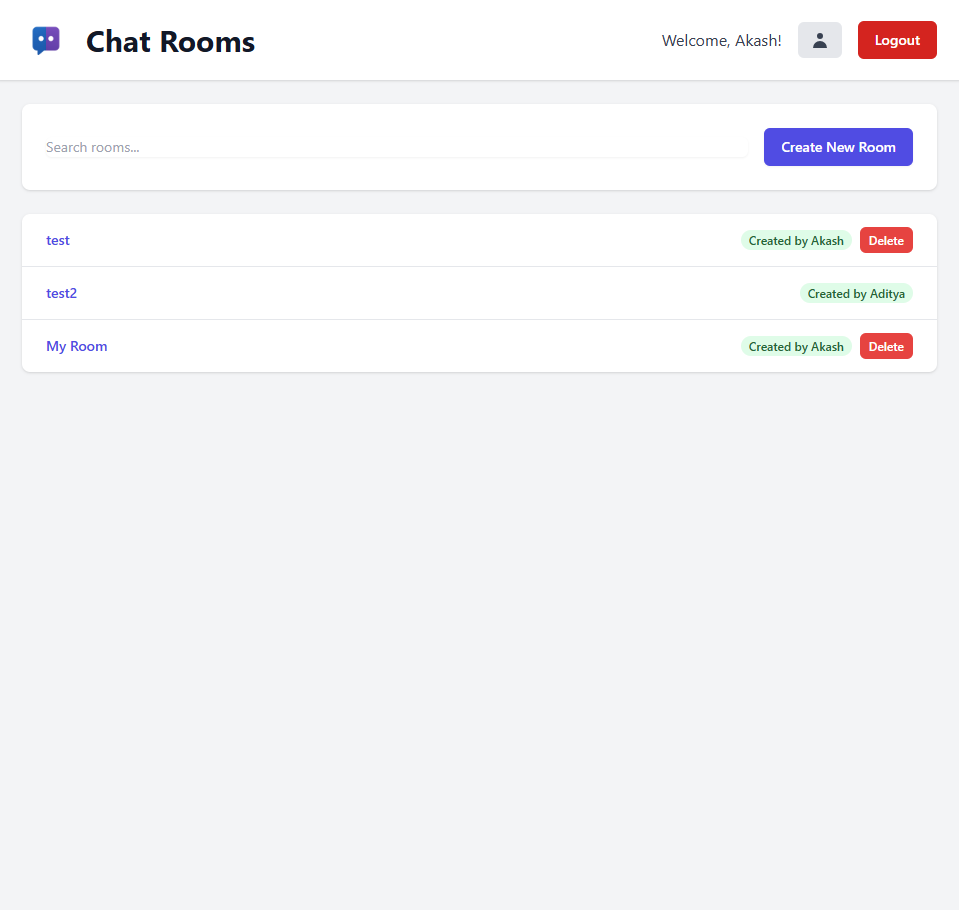 Chat Rooms
Welcome, Akash!
Logout
Search rooms...
Create New Room
test
Created by Akash
Delete
test2
Created by Aditya
My Room
Created by Akash
Delete